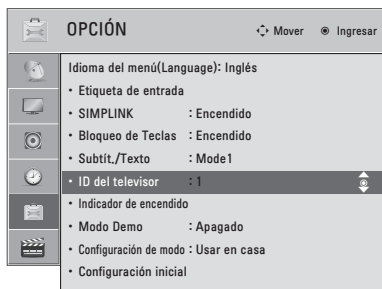 OPCIÓN Mover Ingresar
Idioma del menú(Language): Inglés
• Etiqueta de entrada
• SIMPLINK : Encendido
• Bloqueo de Teclas : Encendido
• Subtít./Texto : Mode1
• ID del televisor : 1
• Indicador de encendido
• Modo Demo : Apagado
• Configuración de modo : Usar en casa
• Configuración inicial